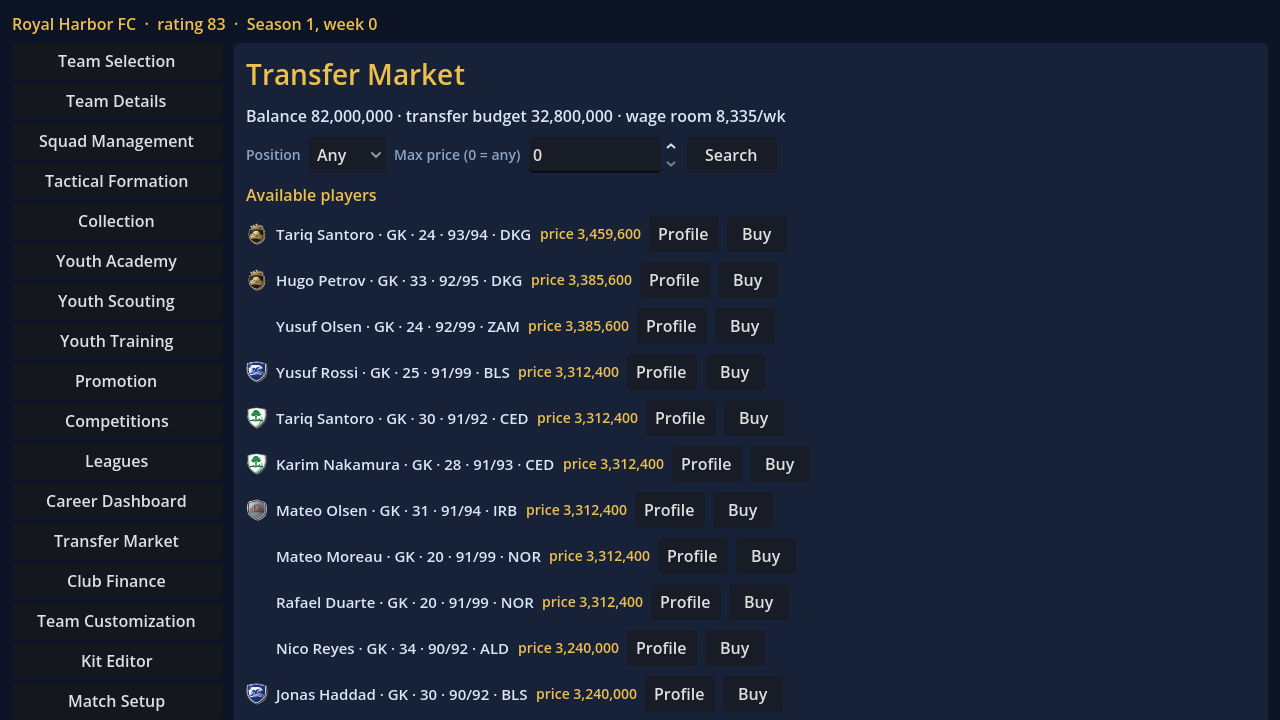 Royal Harbor FC · rating 83 · Season 1, week 0
Team Selection
Team Details
Squad Management
Tactical Formation
Collection
Youth Academy
Youth Scouting
Youth Training
Promotion
Competitions
Leagues
Career Dashboard
Transfer Market
Club Finance
Team Customization
Kit Editor
Match Setup
Transfer Market
Balance 82,000,000 · transfer budget 32,800,000 · wage room 8,335/wk
Position Any Max price (0 = any) 0 Search
Available players
Tariq Santoro · GK · 24 · 93/94 · DKG price 3,459,600 Profile Buy
Hugo Petrov · GK · 33 · 92/95 · DKG price 3,385,600 Profile Buy
Yusuf Olsen · GK · 24 · 92/99 · ZAM price 3,385,600 Profile Buy
Yusuf Rossi · GK · 25 · 91/99 · BLS price 3,312,400 Profile Buy
Tariq Santoro · GK · 30 · 91/92 · CED price 3,312,400 Profile Buy
Karim Nakamura · GK · 28 · 91/93 · CED price 3,312,400 Profile Buy
Mateo Olsen · GK · 31 · 91/94 · IRB price 3,312,400 Profile Buy
Mateo Moreau · GK · 20 · 91/99 · NOR price 3,312,400 Profile Buy
Rafael Duarte · GK · 20 · 91/99 · NOR price 3,312,400 Profile Buy
Nico Reyes · GK · 34 · 90/92 · ALD price 3,240,000 Profile Buy
Jonas Haddad · GK · 30 · 90/92 · BLS price 3,240,000 Profile Buy